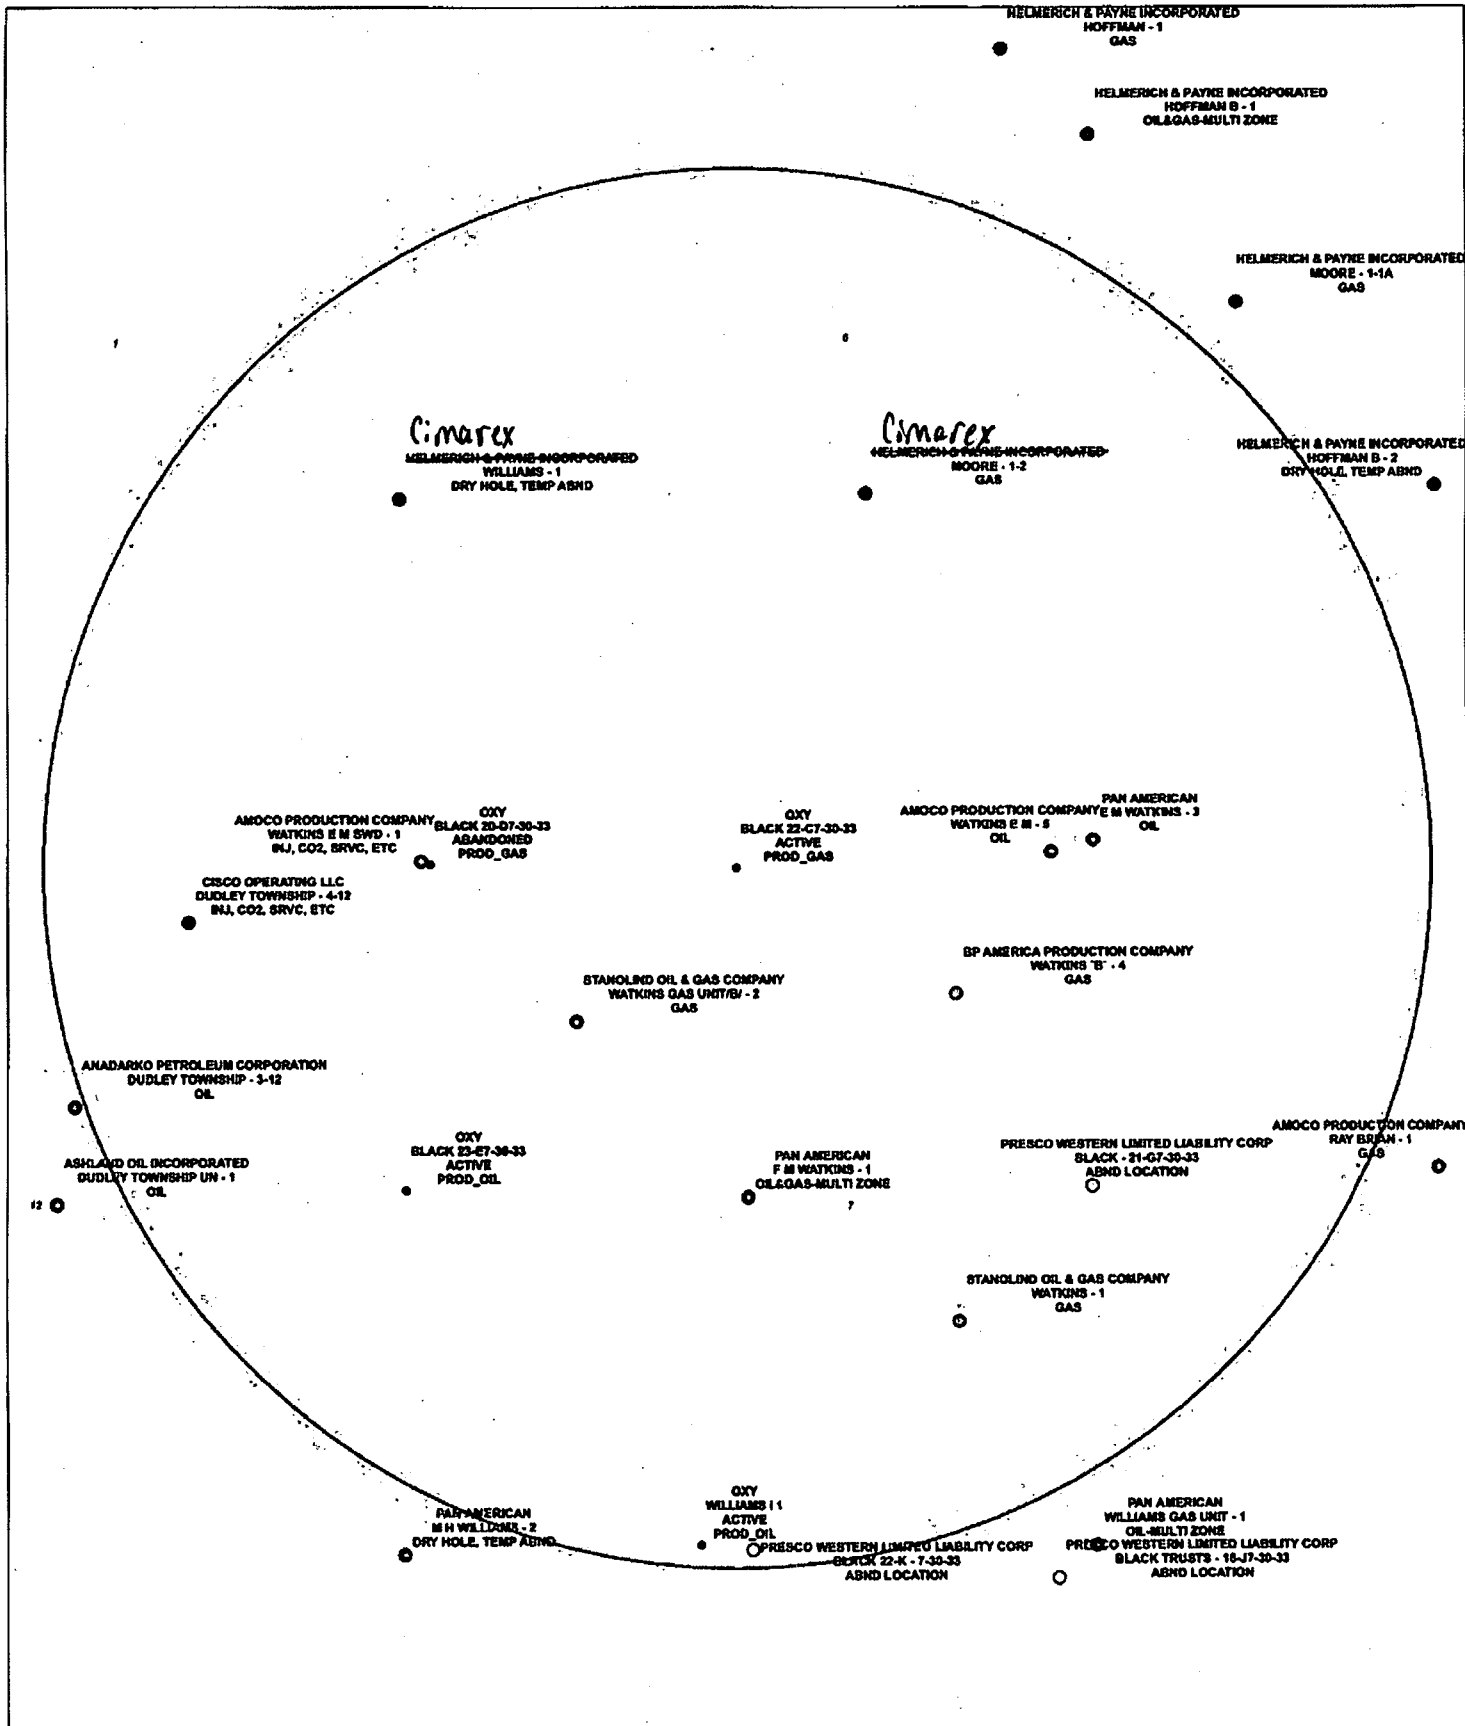 HELMERICH & PAYNE INCORPORATED
HOFFMAN - 1
GAS
HELMERICH & PAYNE INCORPORATED
HOFFMAN B - 1
OIL&GAS-MULTI ZONE
HELMERICH & PAYNE INCORPORATED
MOORE - 1-1A
GAS
1
6
Cimarex
HELMERICH & PAYNE INCORPORATED
WILLIAMS - 1
DRY HOLE, TEMP ABND
Cimarex
HELMERICH & PAYNE INCORPORATED
MOORE - 1-2
GAS
HELMERICH & PAYNE INCORPORATED
HOFFMAN B - 2
DRY HOLE, TEMP ABND
AMOCO PRODUCTION COMPANY
WATKINS E M SWD - 1
INJ, CO2, SRVC, ETC
OXY
BLACK 20-D7-30-33
ABANDONED
PROD_GAS
OXY
BLACK 22-C7-30-33
ACTIVE
PROD_GAS
AMOCO PRODUCTION COMPANY
WATKINS E M - 5
OIL
PAN AMERICAN
E M WATKINS - 3
OIL
CISCO OPERATING LLC
DUDLEY TOWNSHIP - 4-12
INJ, CO2, SRVC, ETC
STANOLIND OIL & GAS COMPANY
WATKINS GAS UNIT/B/ - 2
GAS
BP AMERICA PRODUCTION COMPANY
WATKINS "B" - 4
GAS
ANADARKO PETROLEUM CORPORATION
DUDLEY TOWNSHIP - 3-12
OIL
ASHLAND OIL INCORPORATED
DUDLEY TOWNSHIP UN - 1
OIL
12
OXY
BLACK 23-E7-30-33
ACTIVE
PROD_OIL
PAN AMERICAN
F M WATKINS - 1
OIL&GAS-MULTI ZONE
7
PRESCO WESTERN LIMITED LIABILITY CORP
BLACK - 21-G7-30-33
ABND LOCATION
AMOCO PRODUCTION COMPANY
RAY BRIAN - 1
GAS
STANOLIND OIL & GAS COMPANY
WATKINS - 1
GAS
PAN AMERICAN
M H WILLIAMS - 2
DRY HOLE, TEMP ABND
OXY
WILLIAMS I 1
ACTIVE
PROD_OIL
PRESCO WESTERN LIMITED LIABILITY CORP
BLACK 22-K - 7-30-33
ABND LOCATION
PAN AMERICAN
WILLIAMS GAS UNIT - 1
OIL-MULTI ZONE
PRESCO WESTERN LIMITED LIABILITY CORP
BLACK TRUSTS - 16-J7-30-33
ABND LOCATION